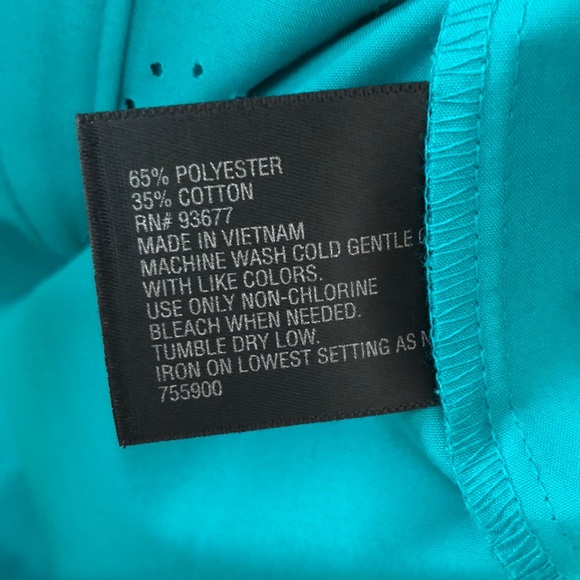 65% POLYESTER
35% COTTON
RN# 93677
MADE IN VIETNAM
MACHINE WASH COLD GENTLE
WITH LIKE COLORS.
USE ONLY NON-CHLORINE
BLEACH WHEN NEEDED.
TUMBLE DRY LOW.
IRON ON LOWEST SETTING AS
755900